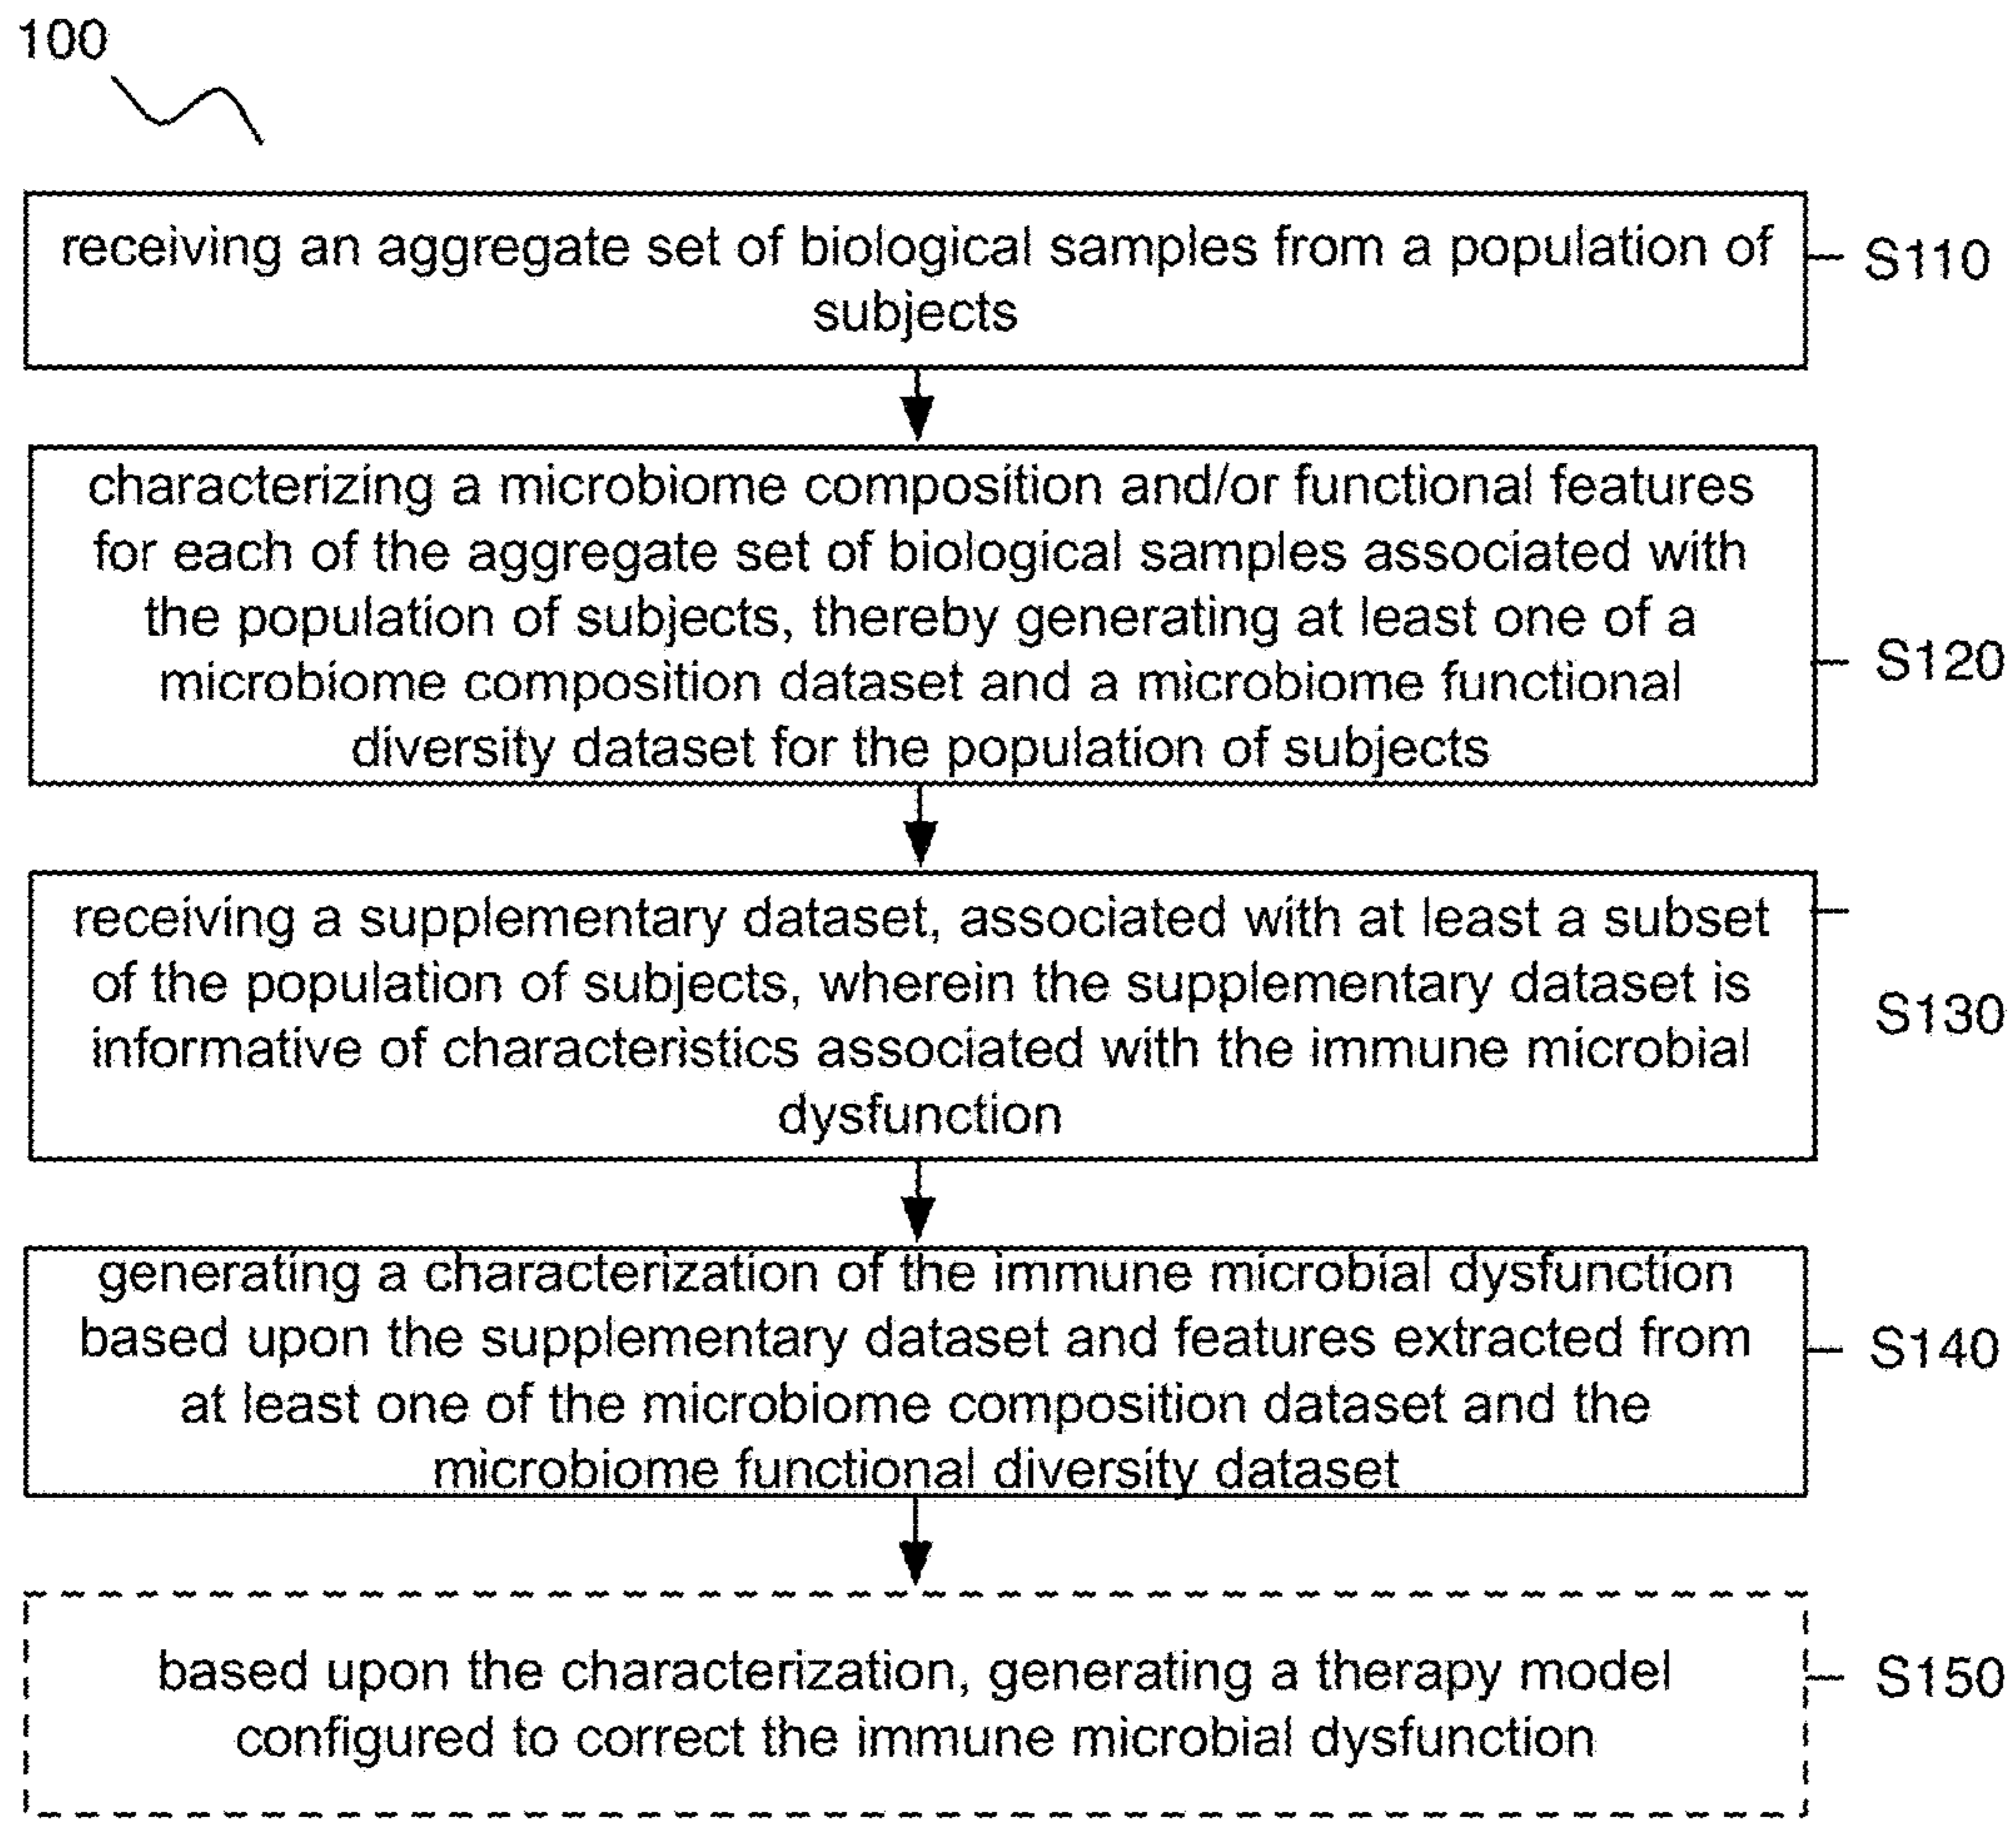 100
receiving an aggregate set of biological samples from a population of
subjects
S110
characterizing a microbiome composition and/or functional features
for each of the aggregate set of biological samples associated with
the population of subjects, thereby generating at least one of a
microbiome composition dataset and a microbiome functional
diversity dataset for the population of subjects
S120
receiving a supplementary dataset, associated with at least a subset
of the population of subjects, wherein the supplementary dataset is
informative of characteristics associated with the immune microbial
dysfunction
S130
generating a characterization of the immune microbial dysfunction
based upon the supplementary dataset and features extracted from
at least one of the microbiome composition dataset and the
microbiome functional diversity dataset
S140
based upon the characterization, generating a therapy model
configured to correct the immune microbial dysfunction
S150